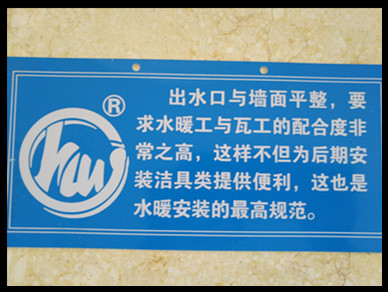 ®
出水口与墙面平整，要
求水暖工与瓦工的配合度非
常之高，这样不但为后期安
装洁具类提供便利，这也是
水暖安装的最高规范。